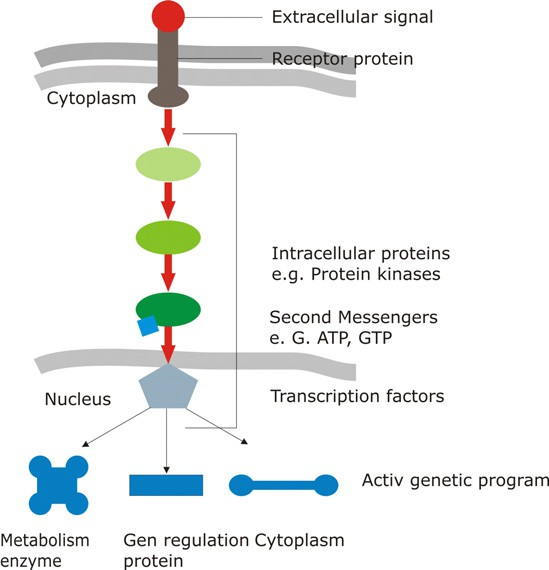 Extracellular signal
Receptor protein
Cytoplasm
Intracellular proteins
e.g. Protein kinases
Second Messengers
e. G. ATP, GTP
Nucleus
Transcription factors
Activ genetic program
Metabolism
enzyme
Gen regulation
protein
Cytoplasm